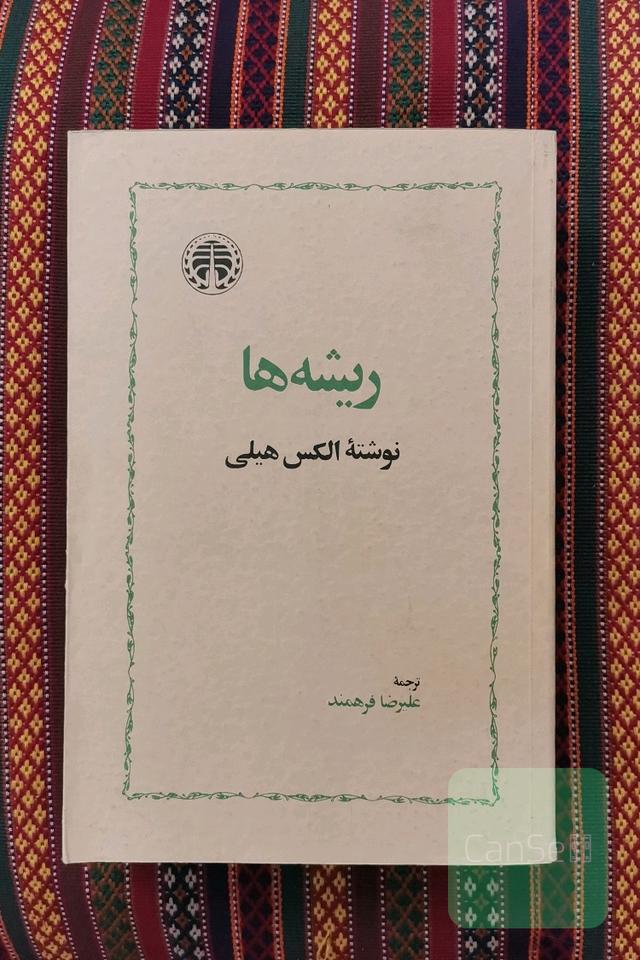 ریشه‌ها
نوشتهٔ الکس هیلی
ترجمهٔ
علیرضا فرهمند
CanSe